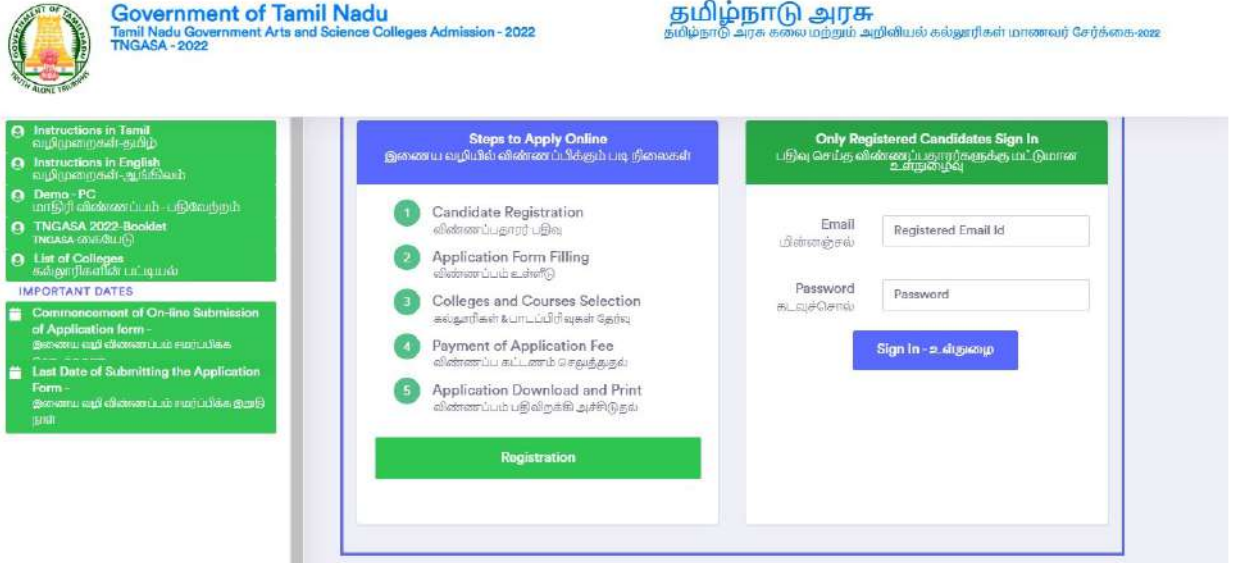 Government of Tamil Nadu
Tamil Nadu Government Arts and Science Colleges Admission - 2022
TNGASA - 2022
தமிழ்நாடு அரசு
தமிழ்நாடு அரசு கலை மற்றும் அறிவியல் கல்லூரிகள் மாணவர் சேர்க்கை-2022
TRUTH ALONE TRIUMPHS
Instructions in Tamil
வழிமுறைகள்-தமிழ்
Instructions in English
வழிமுறைகள்-ஆங்கிலம்
Demo - PC
மாதிரி விண்ணப்பம் - பதிவேற்றம்
TNGASA 2022-Booklet
TNGASA-கையேடு
List of Colleges
கல்லூரிகளின் பட்டியல்
IMPORTANT DATES
Commencement of On-line Submission
of Application form -
இணைய வழி விண்ணப்பம் சமர்ப்பிக்க
Last Date of Submitting the Application
Form -
இணைய வழி விண்ணப்பம் சமர்ப்பிக்க இறுதி
நாள்
Steps to Apply Online
இணைய வழியில் விண்ணப்பிக்கும் படி நிலைகள்
1 Candidate Registration
விண்ணப்பதாரர் பதிவு
2 Application Form Filling
விண்ணப்பம் உள்ளீடு
3 Colleges and Courses Selection
கல்லூரிகள் & பாடப்பிரிவுகள் தேர்வு
4 Payment of Application Fee
விண்ணப்ப கட்டணம் செலுத்துதல்
5 Application Download and Print
விண்ணப்பம் பதிவிறக்கி அச்சிடுதல்
Registration
Only Registered Candidates Sign In
பதிவு செய்த விண்ணப்பதாரர்களுக்கு மட்டுமான
உள்நுழைவு
Email
மின்னஞ்சல்
Registered Email Id
Password
கடவுச்சொல்
Password
Sign In - உள்நுழை